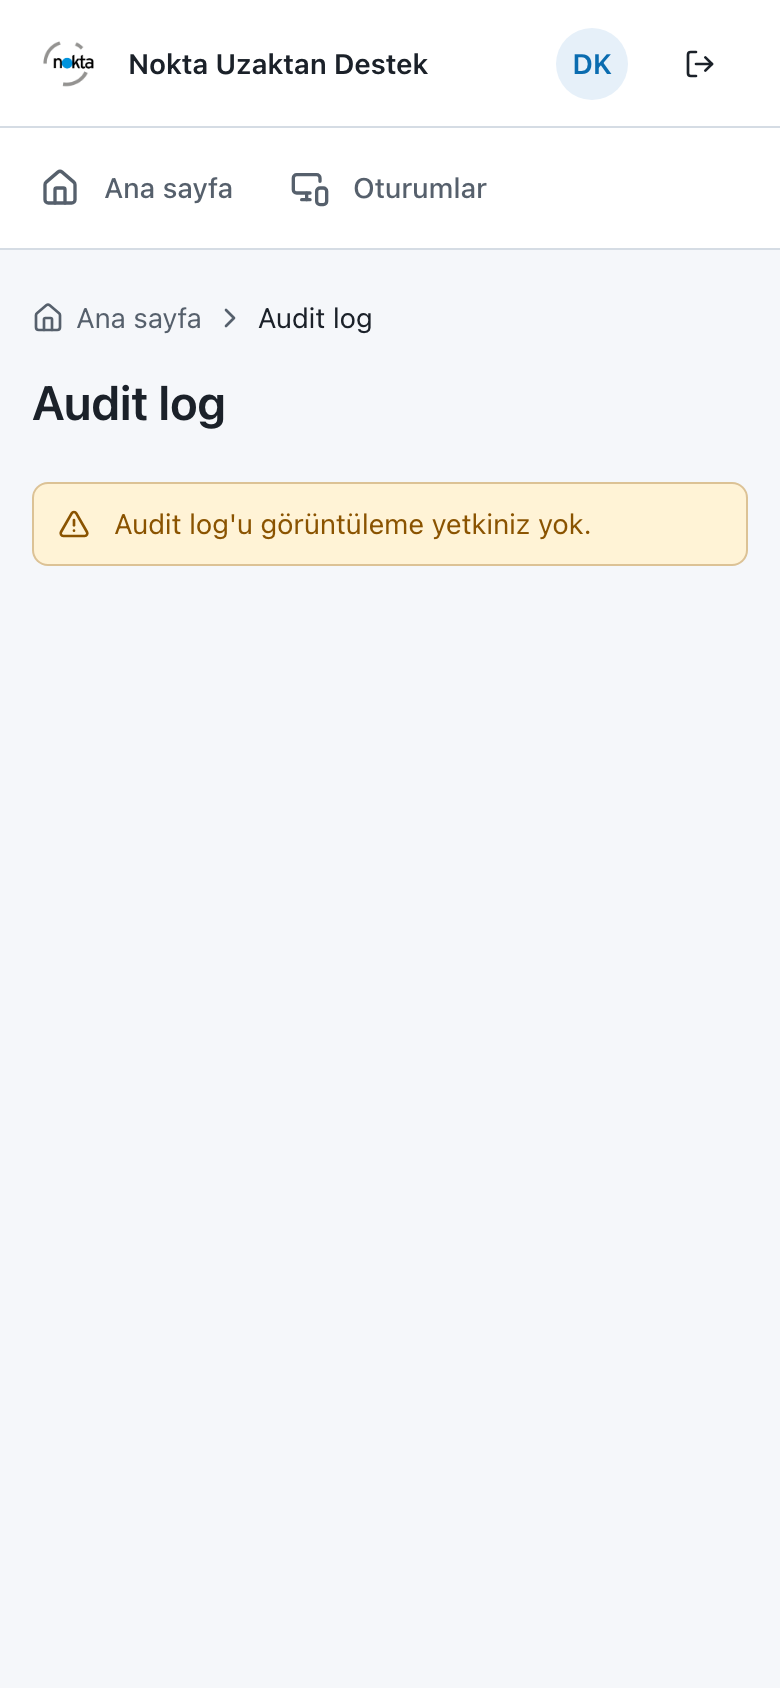 nokta
Nokta Uzaktan Destek
DK
Ana sayfa
Oturumlar
Ana sayfa > Audit log
Audit log
Audit log'u görüntüleme yetkiniz yok.